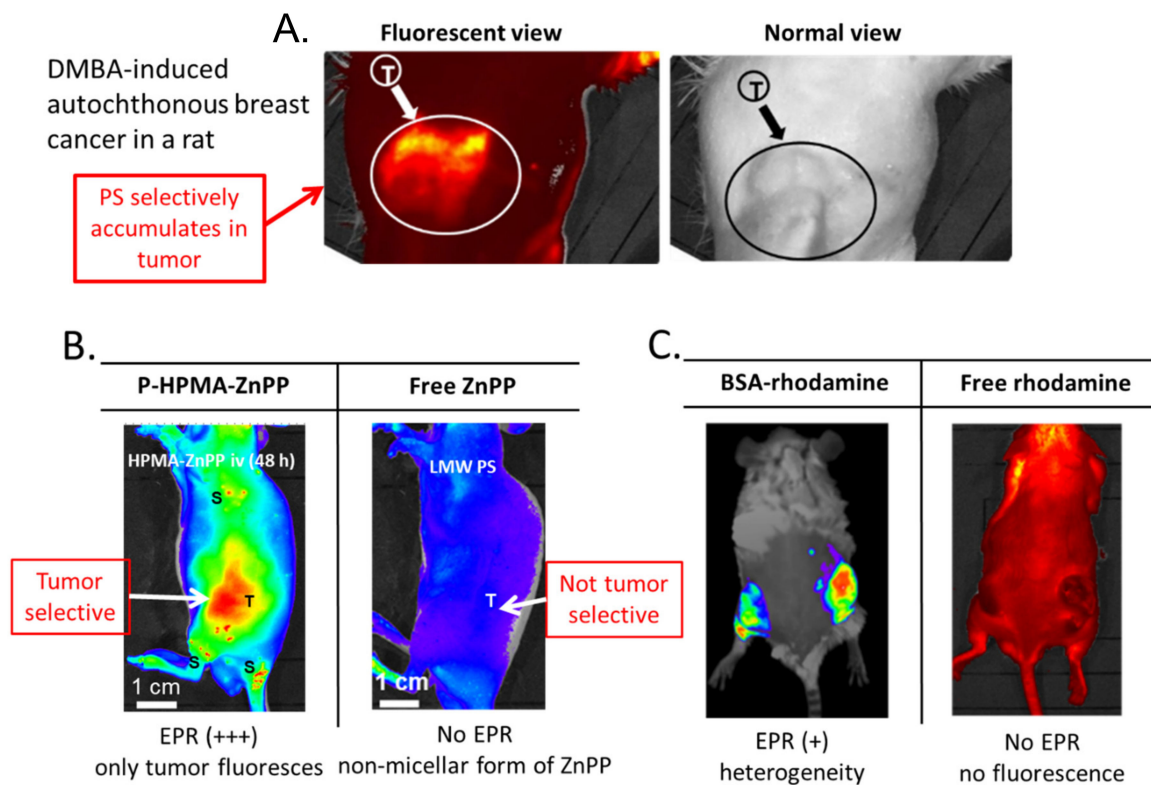 A.
Fluorescent view
Normal view
DMBA-induced
autochthonous breast
cancer in a rat
T
T
PS selectively
accumulates in
tumor
B.
P-HPMA-ZnPP
Free ZnPP
HPMA-ZnPP iv (48 h)
S
LMW PS
Tumor
selective
T
T
Not tumor
selective
S
S
1 cm
1 cm
EPR (+++)
only tumor fluoresces
No EPR
non-micellar form of ZnPP
C.
BSA-rhodamine
Free rhodamine
EPR (+)
heterogeneity
No EPR
no fluorescence